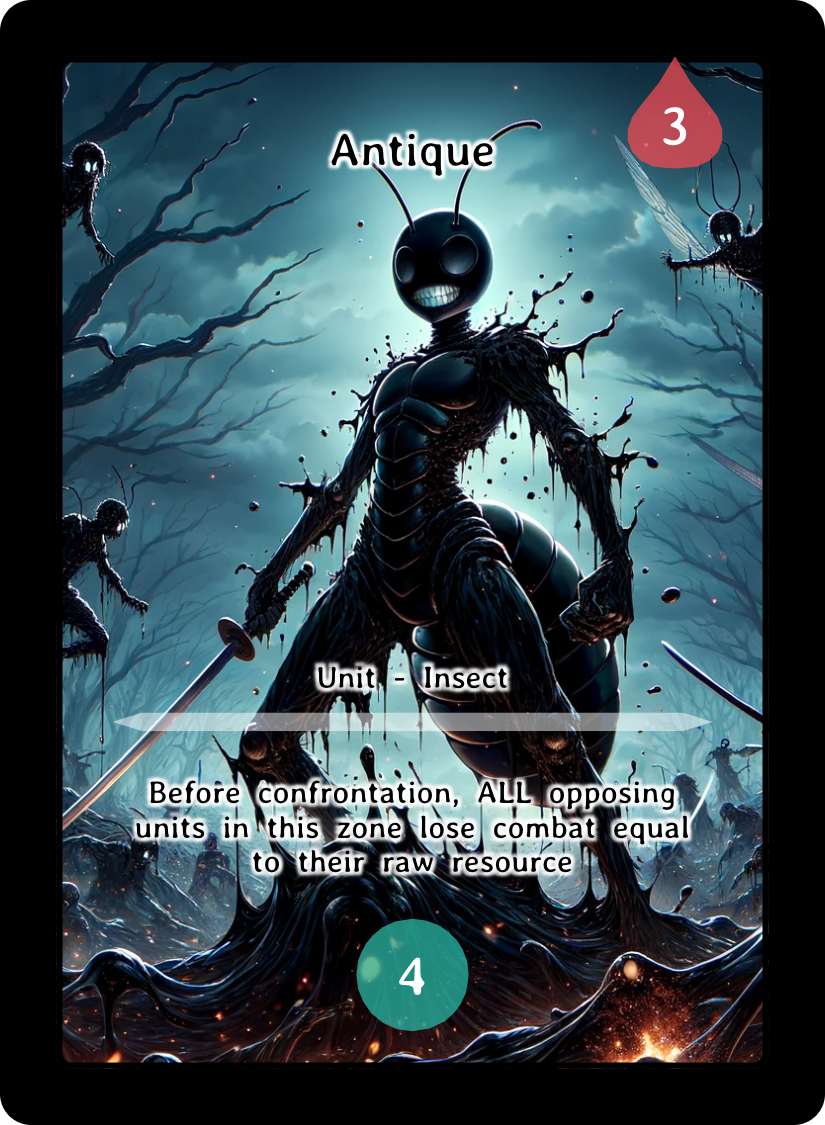 Antique
3
Unit - Insect
Before confrontation, ALL opposing
units in this zone lose combat equal
to their raw resource
4